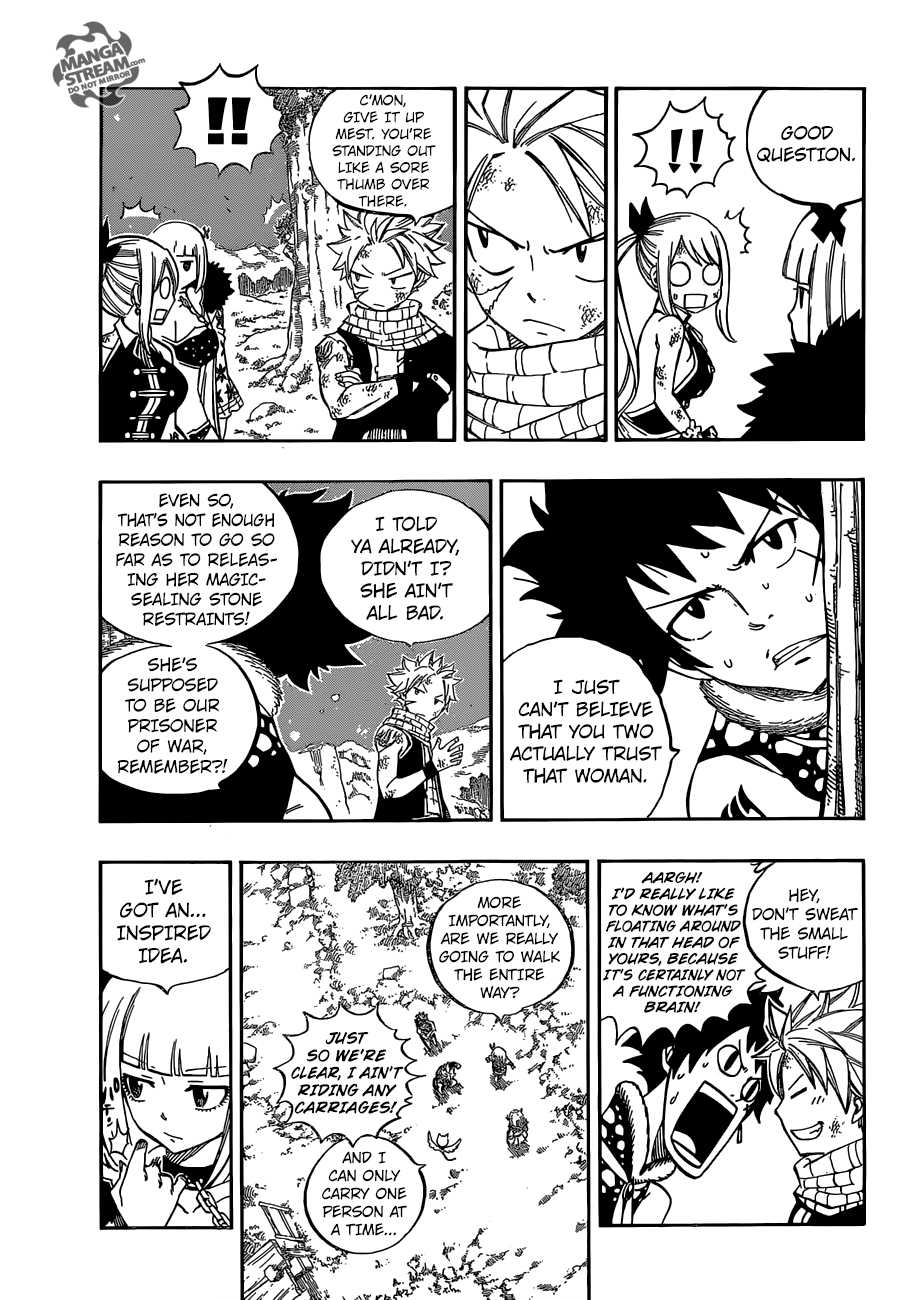 MANGA
STREAM.com
DO NOT MIRROR
GOOD
QUESTION.
!!
C'MON,
GIVE IT UP
MEST. YOU'RE
STANDING OUT
LIKE A SORE
THUMB OVER
THERE.
!!
I JUST
CAN'T BELIEVE
THAT YOU TWO
ACTUALLY TRUST
THAT WOMAN.
I TOLD
YA ALREADY,
DIDN'T I?
SHE AIN'T
ALL BAD.
EVEN SO,
THAT'S NOT ENOUGH
REASON TO GO SO
FAR AS TO RELEAS-
ING HER MAGIC-
SEALING STONE
RESTRAINTS!
SHE'S
SUPPOSED
TO BE OUR
PRISONER
OF WAR,
REMEMBER?!
HEY,
DON'T SWEAT
THE SMALL
STUFF!
AARGH!
I'D REALLY LIKE
TO KNOW WHAT'S
FLOATING AROUND
IN THAT HEAD OF
YOURS, BECAUSE
IT'S CERTAINLY NOT
A FUNCTIONING
BRAIN!
MORE
IMPORTANTLY,
ARE WE REALLY
GOING TO WALK
THE ENTIRE
WAY?
JUST
SO WE'RE
CLEAR, I AIN'T
RIDING ANY
CARRIAGES!
AND I
CAN ONLY
CARRY ONE
PERSON AT
A TIME...
I'VE
GOT AN...
INSPIRED
IDEA.